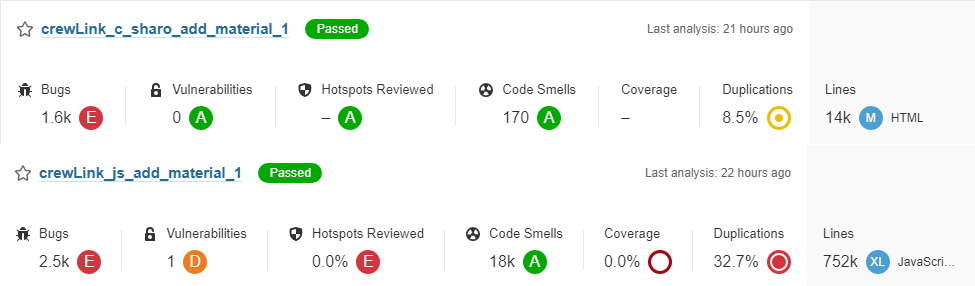 crewLink_c_sharo_add_material_1 Passed Last analysis: 21 hours ago
Bugs Vulnerabilities Hotspots Reviewed Code Smells Coverage Duplications Lines
1.6k E 0 A – A 170 A – 8.5% 14k M HTML
crewLink_js_add_material_1 Passed Last analysis: 22 hours ago
Bugs Vulnerabilities Hotspots Reviewed Code Smells Coverage Duplications Lines
2.5k E 1 D 0.0% E 18k A 0.0% 32.7% 752k XL JavaScri...